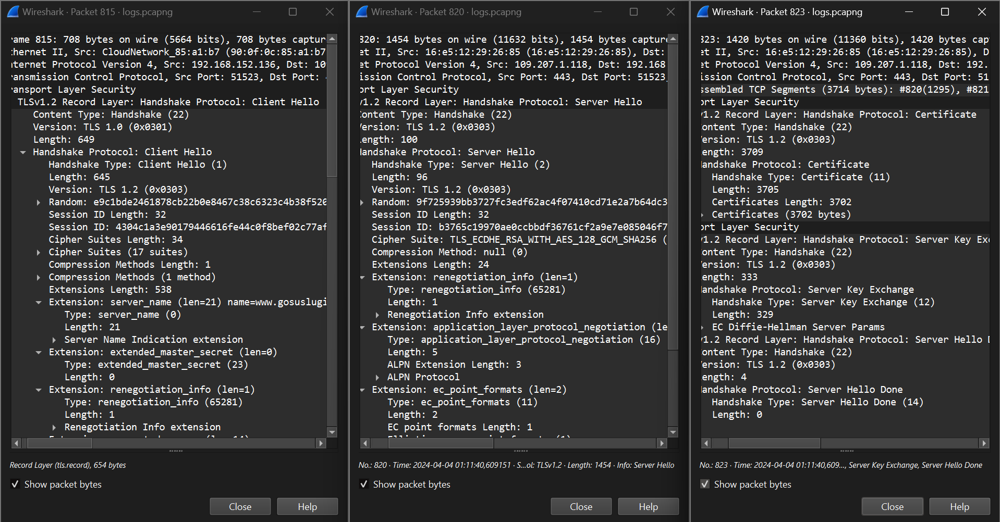 Wireshark · Packet 815 · logs.pcapng
ame 815: 708 bytes on wire (5664 bits), 708 bytes captur
hernet II, Src: CloudNetwork_85:a1:b7 (90:0f:0c:85:a1:b7
nternet Protocol Version 4, Src: 192.168.152.136, Dst: 10
ansmission Control Protocol, Src Port: 51523, Dst Port:
ansport Layer Security
TLSv1.2 Record Layer: Handshake Protocol: Client Hello
Content Type: Handshake (22)
Version: TLS 1.0 (0x0301)
Length: 649
Handshake Protocol: Client Hello
Handshake Type: Client Hello (1)
Length: 645
Version: TLS 1.2 (0x0303)
Random: e9c1bde2461878cb22b0e8467c38c6323c4b38f520
Session ID Length: 32
Session ID: 4304c1a3e90179446616fe44c0f8bef02c77af
Cipher Suites Length: 34
Cipher Suites (17 suites)
Compression Methods Length: 1
Compression Methods (1 method)
Extensions Length: 538
Extension: server_name (len=21) name=www.gosuslugi
Type: server_name (0)
Length: 21
Server Name Indication extension
Extension: extended_master_secret (len=0)
Type: extended_master_secret (23)
Length: 0
Extension: renegotiation_info (len=1)
Type: renegotiation_info (65281)
Length: 1
Renegotiation Info extension
Record Layer (tls.record), 654 bytes
Show packet bytes
Close
Help
Wireshark · Packet 820 · logs.pcapng
820: 1454 bytes on wire (11632 bits), 1454 bytes capture
et II, Src: 16:e5:12:29:26:85 (16:e5:12:29:26:85), Dst:
et Protocol Version 4, Src: 109.207.1.118, Dst: 192.168
ission Control Protocol, Src Port: 443, Dst Port: 51523
ort Layer Security
v1.2 Record Layer: Handshake Protocol: Server Hello
Content Type: Handshake (22)
Version: TLS 1.2 (0x0303)
ength: 100
Handshake Protocol: Server Hello
Handshake Type: Server Hello (2)
Length: 96
Version: TLS 1.2 (0x0303)
Random: 9f725939bb3727fc3edf62ac4f07410cd71e2a7b64dc3
Session ID Length: 32
Session ID: b3765c19970ae0ccbbdf36761cf2a9e7e085046f7
Cipher Suite: TLS_ECDHE_RSA_WITH_AES_128_GCM_SHA256 (
Compression Method: null (0)
Extensions Length: 24
Extension: renegotiation_info (len=1)
Type: renegotiation_info (65281)
Length: 1
Renegotiation Info extension
Extension: application_layer_protocol_negotiation (le
Type: application_layer_protocol_negotiation (16)
Length: 5
ALPN Extension Length: 3
ALPN Protocol
Extension: ec_point_formats (len=2)
Type: ec_point_formats (11)
Length: 2
EC point formats Length: 1
No.: 820 · Time: 2024-04-04 01:11:40,609151 · S...ol: TLSv1.2 · Length: 1454 · Info: Server Hello
Show packet bytes
Close
Help
Wireshark · Packet 823 · logs.pcapng
823: 1420 bytes on wire (11360 bits), 1420 bytes cap
et II, Src: 16:e5:12:29:26:85 (16:e5:12:29:26:85), D
et Protocol Version 4, Src: 109.207.1.118, Dst: 192.
ission Control Protocol, Src Port: 443, Dst Port: 51
ssembled TCP Segments (3714 bytes): #820(1295), #821
ort Layer Security
v1.2 Record Layer: Handshake Protocol: Certificate
ontent Type: Handshake (22)
ersion: TLS 1.2 (0x0303)
ength: 3709
andshake Protocol: Certificate
Handshake Type: Certificate (11)
Length: 3705
Certificates Length: 3702
Certificates (3702 bytes)
ort Layer Security
v1.2 Record Layer: Handshake Protocol: Server Key Exc
ontent Type: Handshake (22)
ersion: TLS 1.2 (0x0303)
ength: 333
andshake Protocol: Server Key Exchange
Handshake Type: Server Key Exchange (12)
Length: 329
EC Diffie-Hellman Server Params
v1.2 Record Layer: Handshake Protocol: Server Hello D
ontent Type: Handshake (22)
ersion: TLS 1.2 (0x0303)
ength: 4
andshake Protocol: Server Hello Done
Handshake Type: Server Hello Done (14)
Length: 0
No.: 823 · Time: 2024-04-04 01:11:40,609..., Server Key Exchange, Server Hello Done
Show packet bytes
Close
Help